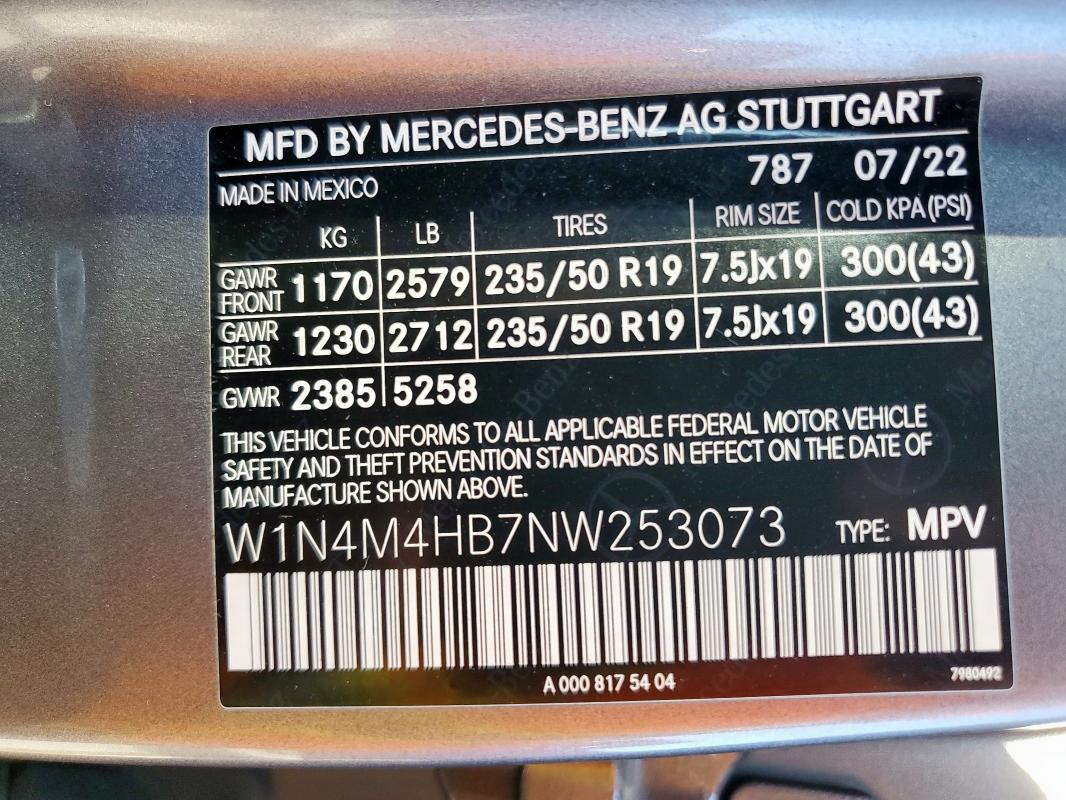 MFD BY MERCEDES-BENZ AG STUTTGART
787 07/22
MADE IN MEXICO
KG LB TIRES RIM SIZE COLD KPA (PSI)
GAWR FRONT 1170 2579 235/50 R19 7.5Jx19 300(43)
GAWR REAR 1230 2712 235/50 R19 7.5Jx19 300(43)
GVWR 2385 5258
THIS VEHICLE CONFORMS TO ALL APPLICABLE FEDERAL MOTOR VEHICLE
SAFETY AND THEFT PREVENTION STANDARDS IN EFFECT ON THE DATE OF
MANUFACTURE SHOWN ABOVE.
W1N4M4HB7NW253073 TYPE: MPV
A 000 817 54 04
7980492